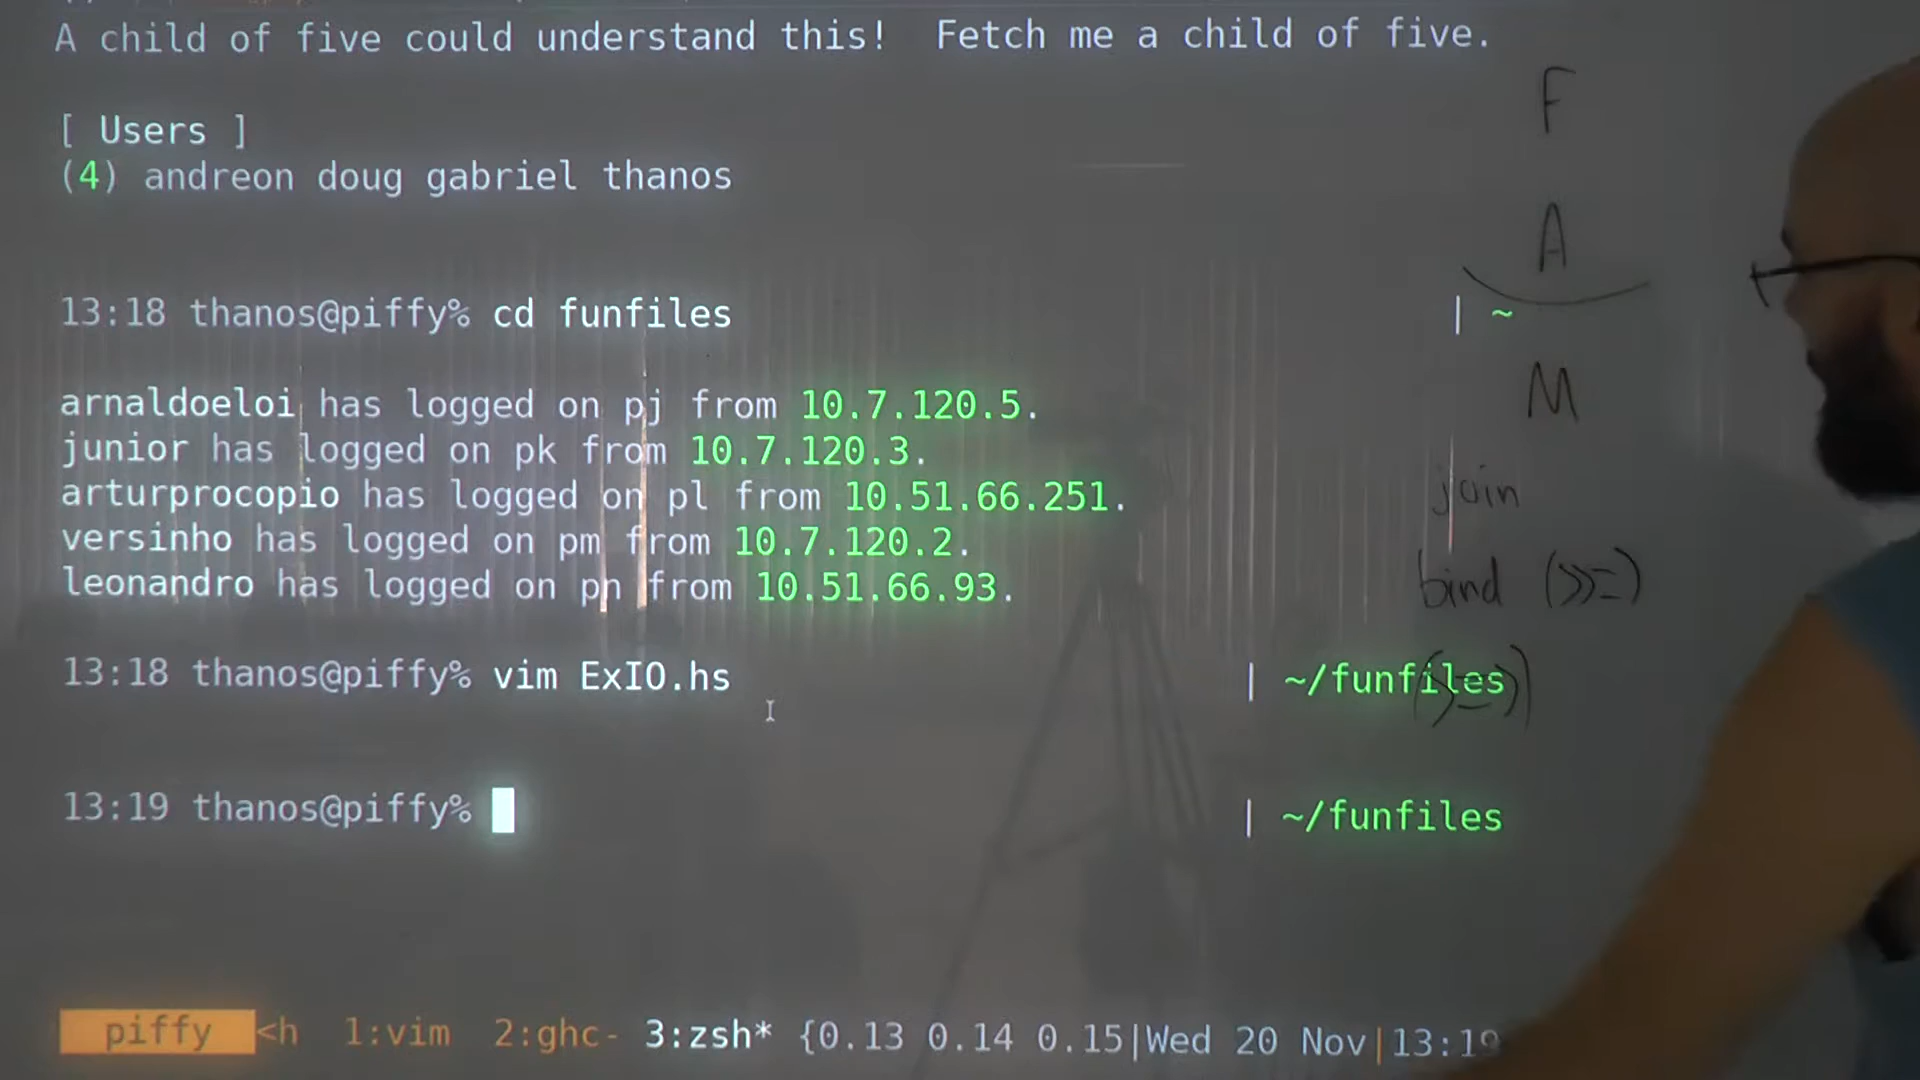 A child of five could understand this!  Fetch me a child of five.
[ Users ]
(4) andreon doug gabriel thanos
13:18 thanos@piffy% cd funfiles | ~
arnaldoeloi has logged on pj from 10.7.120.5.
junior has logged on pk from 10.7.120.3.
arturprocopio has logged on pl from 10.51.66.251.
versinho has logged on pm from 10.7.120.2.
leonandro has logged on pn from 10.51.66.93.
13:18 thanos@piffy% vim ExIO.hs | ~/funfiles
13:19 thanos@piffy% | ~/funfiles
piffy <h 1:vim 2:ghc- 3:zsh* {0.13 0.14 0.15|Wed 20 Nov|13:19
F
A
M
join
bind (>>=)
(>=>)